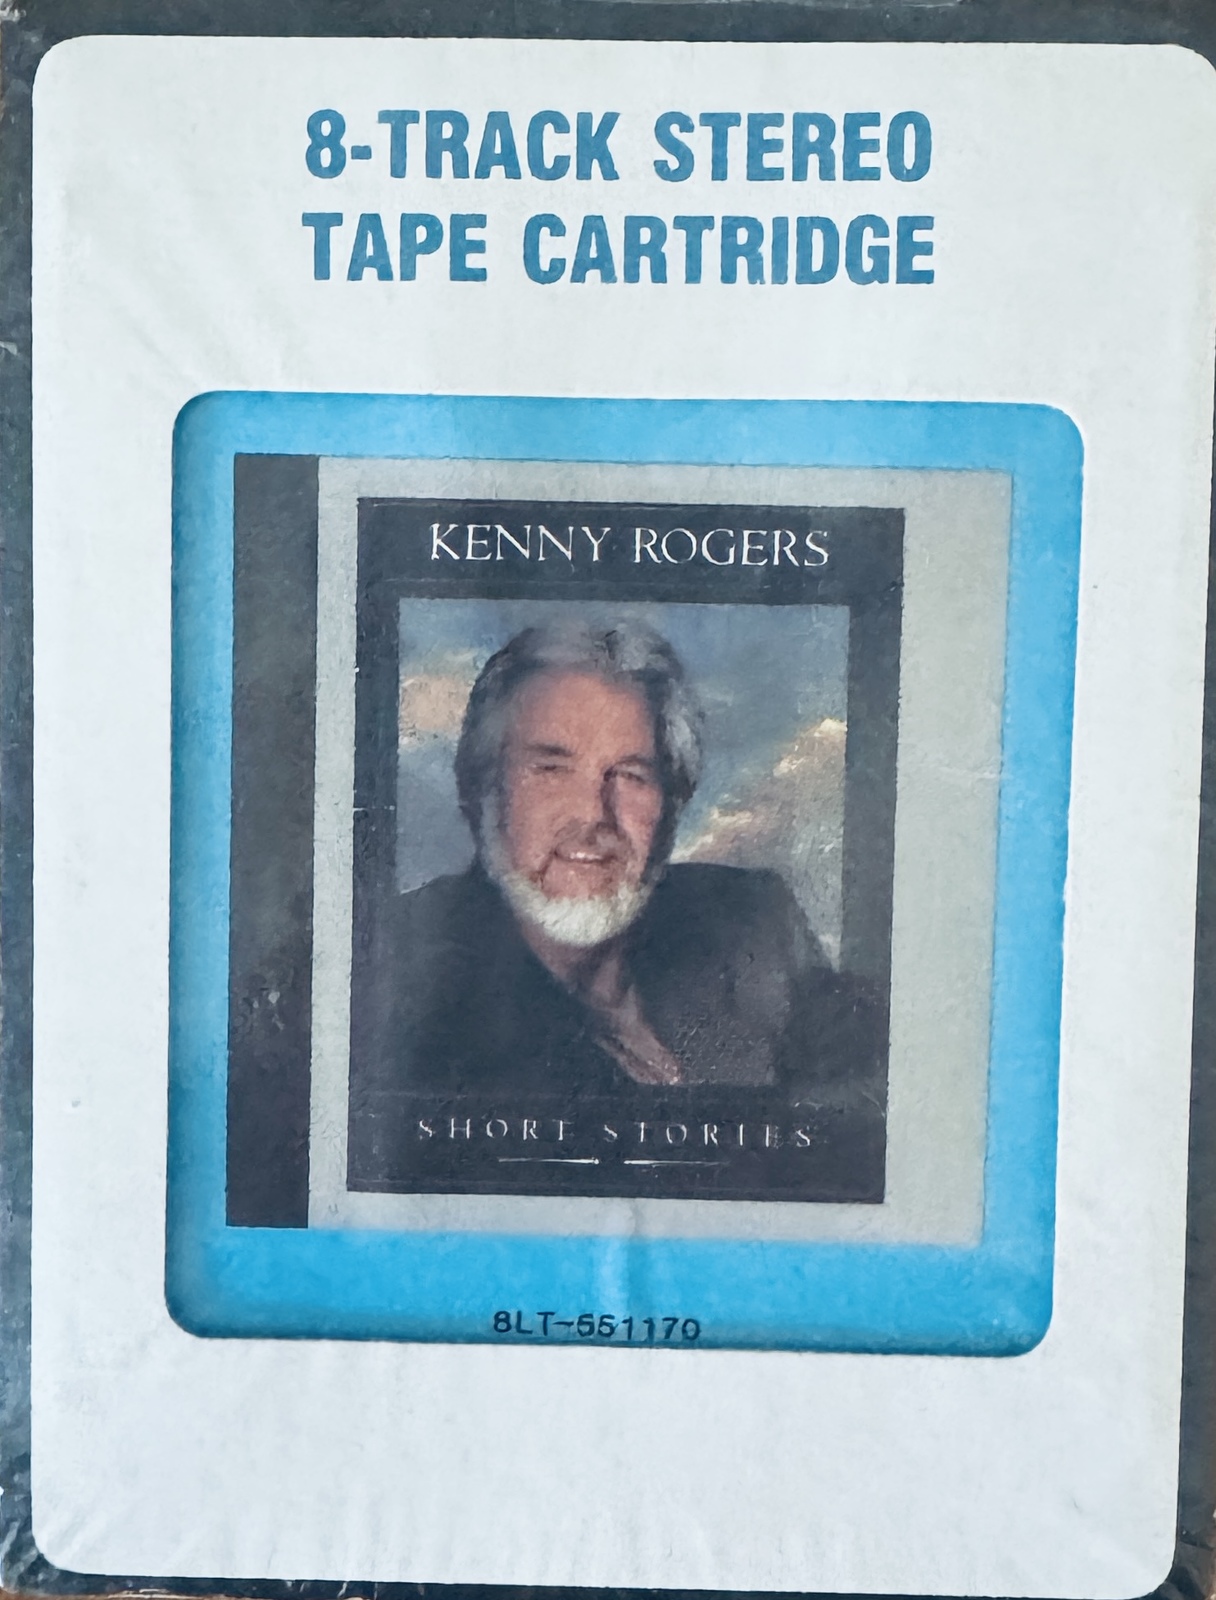 8-TRACK STEREO
TAPE CARTRIDGE
KENNY ROGERS
SHORT STORIES
8LT-551170